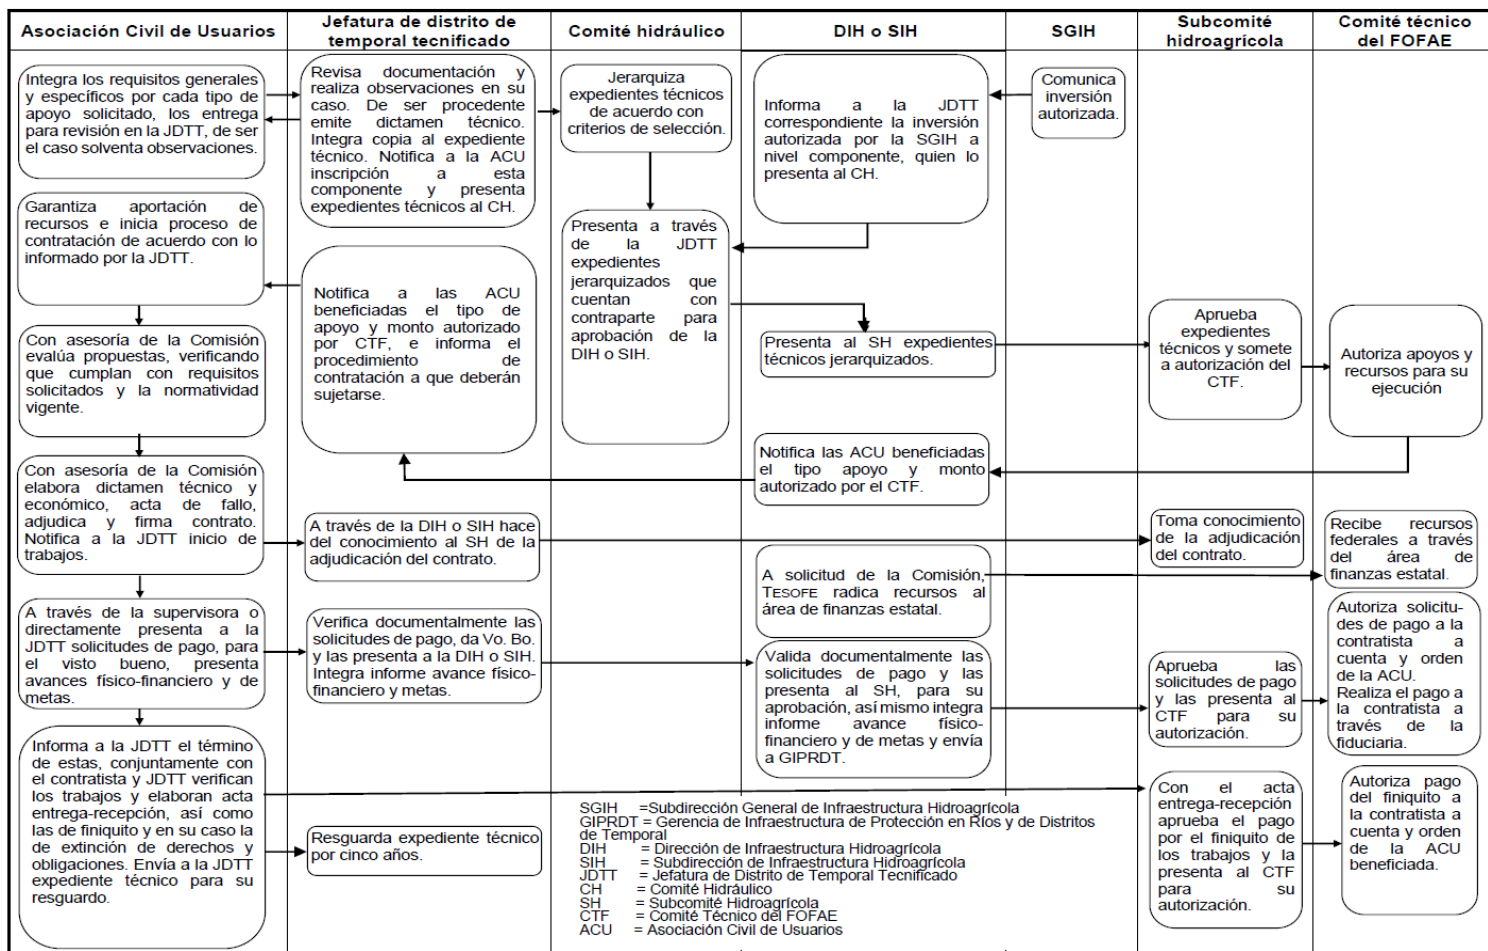 Asociación Civil de Usuarios
Jefatura de distrito de
temporal tecnificado
Comité hidráulico
DIH o SIH
SGIH
Subcomité
hidroagrícola
Comité técnico
del FOFAE
Integra los requisitos generales
y específicos por cada tipo de
apoyo solicitado, los entrega
para revisión en la JDTT, de ser
el caso solventa observaciones.
Revisa documentación y
realiza observaciones en su
caso. De ser procedente
emite dictamen técnico.
Integra copia al expediente
técnico. Notifica a la ACU
inscripción a esta
componente y presenta
expedientes técnicos al CH.
Jerarquiza
expedientes técnicos
de acuerdo con
criterios de selección.
Informa a la JDTT
correspondiente la inversión
autorizada por la SGIH a
nivel componente, quien lo
presenta al CH.
Comunica
inversión
autorizada.
Garantiza aportación de
recursos e inicia proceso de
contratación de acuerdo con lo
informado por la JDTT.
Presenta a través
de la JDTT
expedientes
jerarquizados que
cuentan con
contraparte para
aprobación de la
DIH o SIH.
Notifica a las ACU
beneficiadas el tipo de
apoyo y monto autorizado
por CTF, e informa el
procedimiento de
contratación a que deberán
sujetarse.
Presenta al SH expedientes
técnicos jerarquizados.
Aprueba
expedientes
técnicos y somete
a autorización del
CTF.
Autoriza apoyos y
recursos para su
ejecución
Con asesoría de la Comisión
evalúa propuestas, verificando
que cumplan con requisitos
solicitados y la normatividad
vigente.
Notifica las ACU beneficiadas
el tipo apoyo y monto
autorizado por el CTF.
Con asesoría de la Comisión
elabora dictamen técnico y
económico, acta de fallo,
adjudica y firma contrato.
Notifica a la JDTT inicio de
trabajos.
A través de la DIH o SIH hace
del conocimiento al SH de la
adjudicación del contrato.
Toma conocimiento
de la adjudicación
del contrato.
Recibe recursos
federales a través
del área de
finanzas estatal.
A solicitud de la Comisión,
TESOFE radica recursos al
área de finanzas estatal.
A través de la supervisora o
directamente presenta a la
JDTT solicitudes de pago, para
el visto bueno, presenta
avances físico-financiero y de
metas.
Verifica documentalmente las
solicitudes de pago, da Vo. Bo.
y las presenta a la DIH o SIH.
Integra informe avance físico-
financiero y metas.
Valida documentalmente las
solicitudes de pago y las
presenta al SH, para su
aprobación, así mismo integra
informe avance físico-
financiero y de metas y envía
a GIPRDT.
Aprueba las
solicitudes de pago
y las presenta al
CTF para su
autorización.
Autoriza solicitu-
des de pago a la
contratista a
cuenta y orden
de la ACU.
Realiza el pago a
la contratista a
través de la
fiduciaria.
Informa a la JDTT el término
de estas, conjuntamente con
el contratista y JDTT verifican
los trabajos y elaboran acta
entrega-recepción, así como
las de finiquito y en su caso la
de extinción de derechos y
obligaciones. Envía a la JDTT
expediente técnico para su
resguardo.
Resguarda expediente técnico
por cinco años.
Con el acta
entrega-recepción
aprueba el pago
por el finiquito de
los trabajos y la
presenta al CTF
para su
autorización.
Autoriza pago
del finiquito a
la contratista a
cuenta y orden
de la ACU
beneficiada.
SGIH =Subdirección General de Infraestructura Hidroagrícola
GIPRDT = Gerencia de Infraestructura de Protección en Ríos y de Distritos
de Temporal
DIH = Dirección de Infraestructura Hidroagrícola
SIH = Subdirección de Infraestructura Hidroagrícola
JDTT = Jefatura de Distrito de Temporal Tecnificado
CH = Comité Hidráulico
SH = Subcomité Hidroagrícola
CTF = Comité Técnico del FOFAE
ACU = Asociación Civil de Usuarios